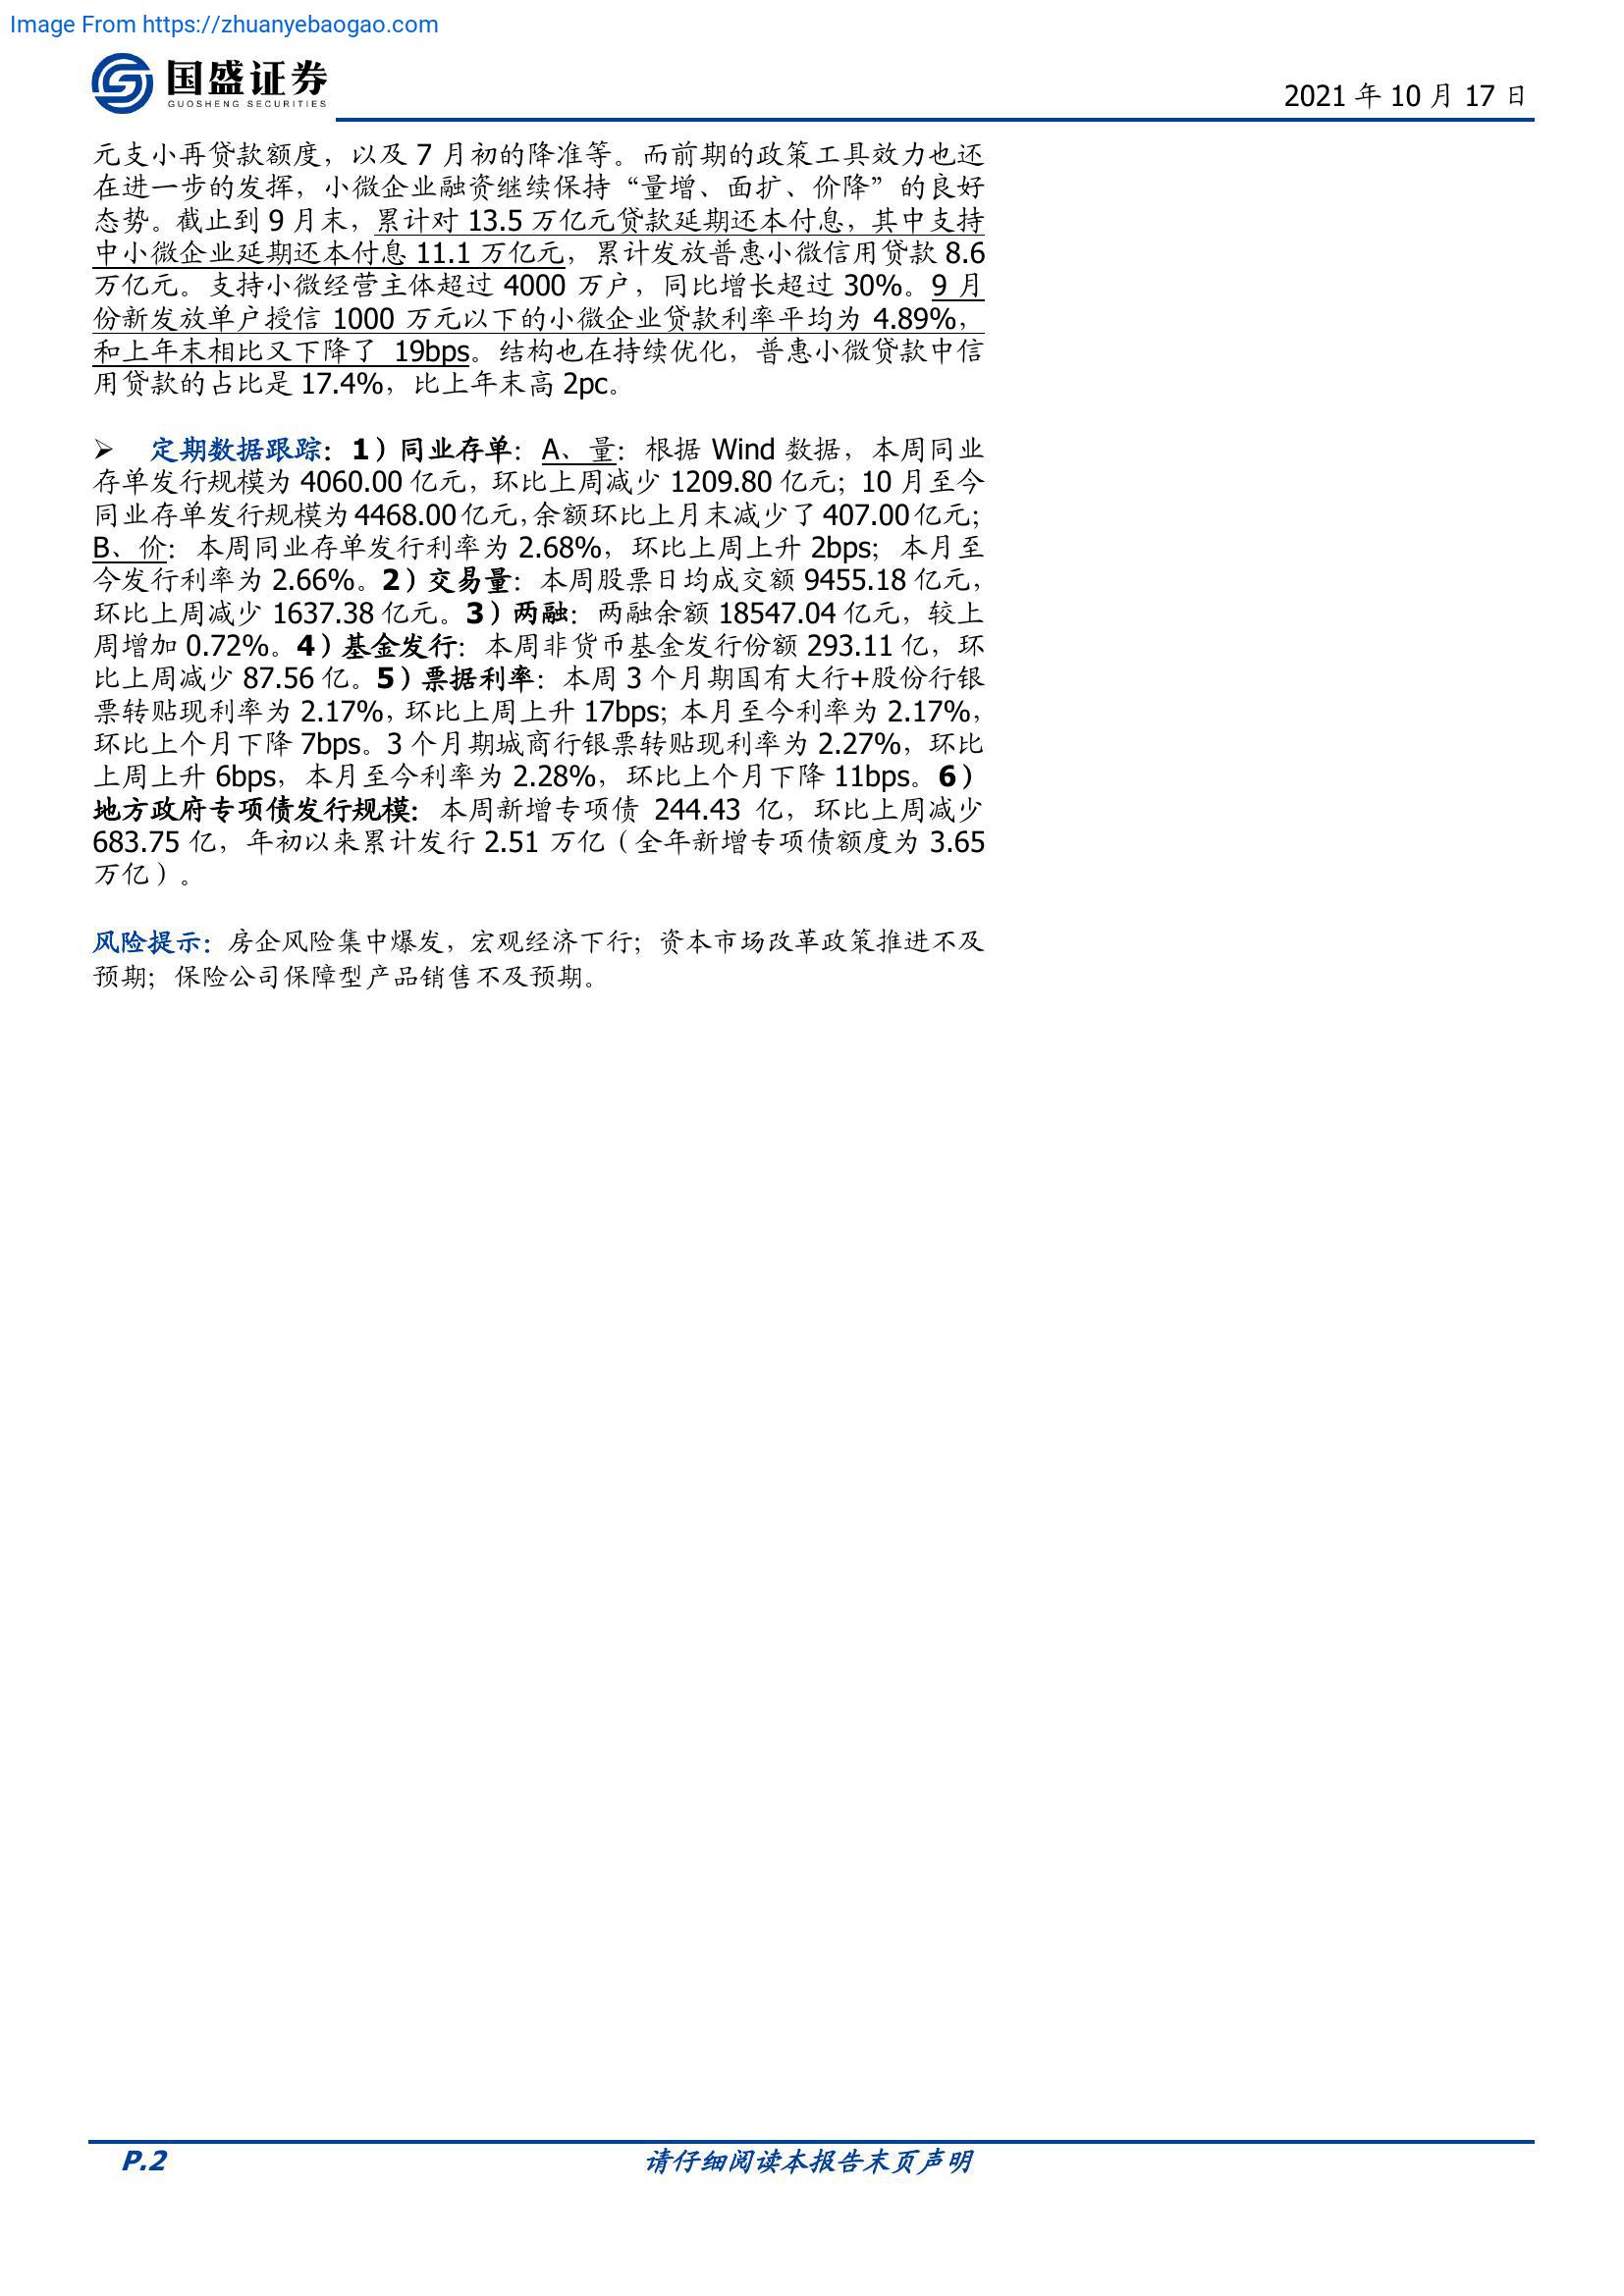 Image From https://zhuanyebaogao.com
国盛证券
GUOSHENG SECURITIES
2021 年 10 月 17 日
元支小再贷款额度，以及 7 月初的降准等。而前期的政策工具效力也还
在进一步的发挥，小微企业融资继续保持“量增、面扩、价降”的良好
态势。截止到 9 月末，累计对 13.5 万亿元贷款延期还本付息，其中支持
中小微企业延期还本付息 11.1 万亿元，累计发放普惠小微信用贷款 8.6
万亿元。支持小微经营主体超过 4000 万户，同比增长超过 30%。9 月
份新发放单户授信 1000 万元以下的小微企业贷款利率平均为 4.89%，
和上年末相比又下降了 19bps。结构也在持续优化，普惠小微贷款中信
用贷款的占比是 17.4%，比上年末高 2pc。
➢ 定期数据跟踪：1）同业存单：A、量：根据 Wind 数据，本周同业
存单发行规模为 4060.00 亿元，环比上周减少 1209.80 亿元；10 月至今
同业存单发行规模为 4468.00 亿元，余额环比上月末减少了 407.00 亿元；
B、价：本周同业存单发行利率为 2.68%，环比上周上升 2bps；本月至
今发行利率为 2.66%。2）交易量：本周股票日均成交额 9455.18 亿元，
环比上周减少 1637.38 亿元。3）两融：两融余额 18547.04 亿元，较上
周增加 0.72%。4）基金发行：本周非货币基金发行份额 293.11 亿，环
比上周减少 87.56 亿。5）票据利率：本周 3 个月期国有大行+股份行银
票转贴现利率为 2.17%，环比上周上升 17bps；本月至今利率为 2.17%，
环比上个月下降 7bps。3 个月期城商行银票转贴现利率为 2.27%，环比
上周上升 6bps，本月至今利率为 2.28%，环比上个月下降 11bps。6）
地方政府专项债发行规模：本周新增专项债 244.43 亿，环比上周减少
683.75 亿，年初以来累计发行 2.51 万亿（全年新增专项债额度为 3.65
万亿）。
风险提示：房企风险集中爆发，宏观经济下行；资本市场改革政策推进不及
预期；保险公司保障型产品销售不及预期。
P.2
请仔细阅读本报告末页声明